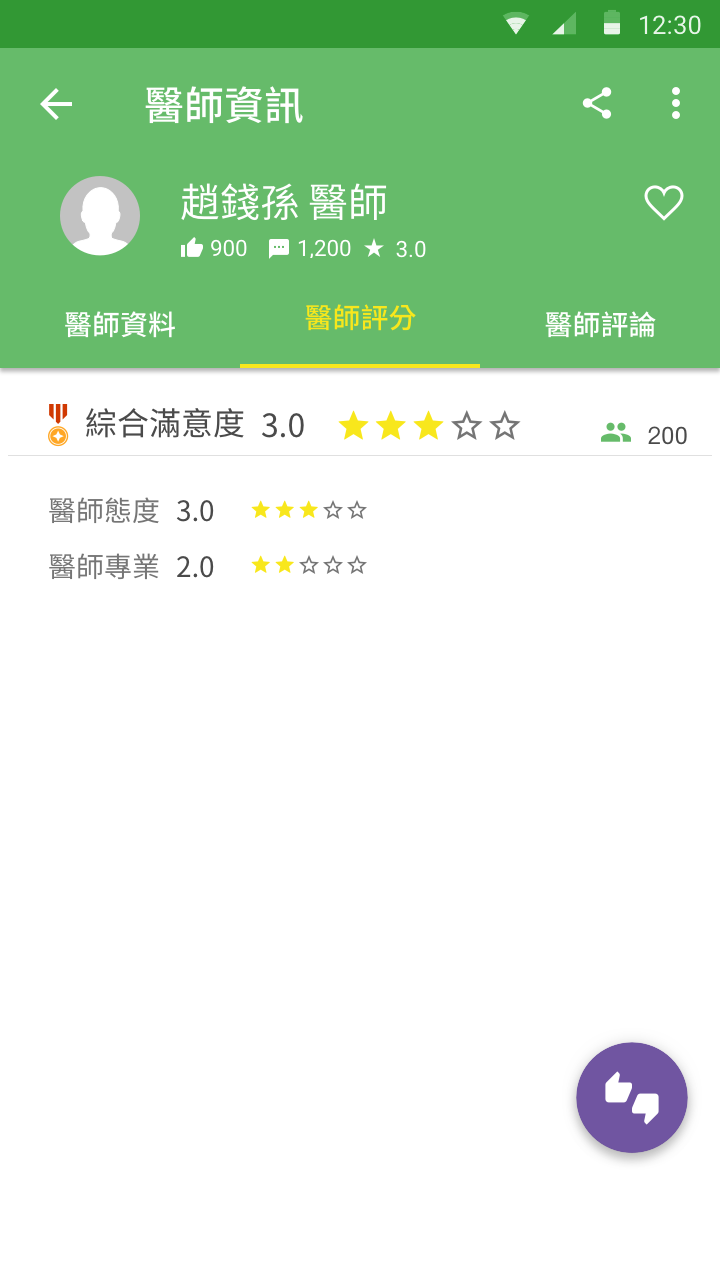 12:30
醫師資訊
趙錢孫 醫師
900 1,200 3.0
醫師資料 醫師評分 醫師評論
綜合滿意度 3.0 200
醫師態度 3.0
醫師專業 2.0